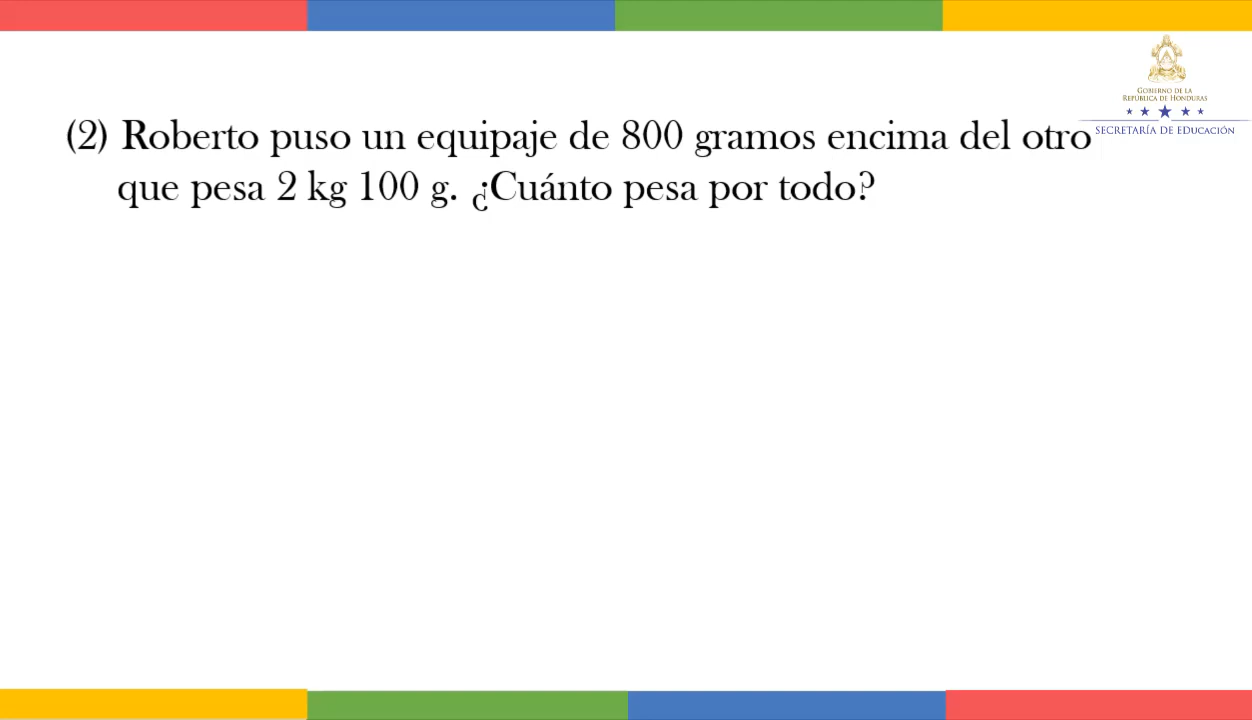 GOBIERNO DE LA
REPÚBLICA DE HONDURAS
SECRETARÍA DE EDUCACIÓN
(2) Roberto puso un equipaje de 800 gramos encima del otro
que pesa 2 kg 100 g. ¿Cuánto pesa por todo?